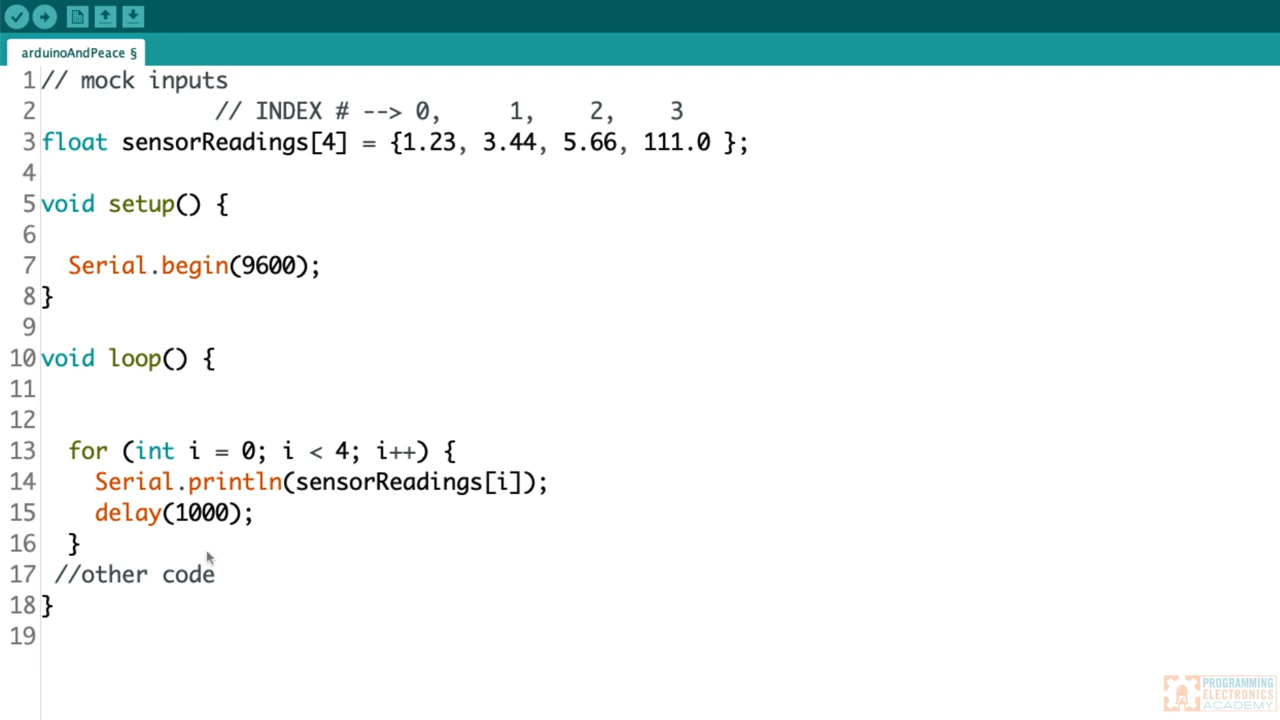 arduinoAndPeace §
1 // mock inputs
2 // INDEX # --> 0, 1, 2, 3
3 float sensorReadings[4] = {1.23, 3.44, 5.66, 111.0 };
4
5 void setup() {
6
7 Serial.begin(9600);
8 }
9
10 void loop() {
11
12
13 for (int i = 0; i < 4; i++) {
14 Serial.println(sensorReadings[i]);
15 delay(1000);
16 }
17 //other code
18 }
19
PROGRAMMING
ELECTRONICS
ACADEMY